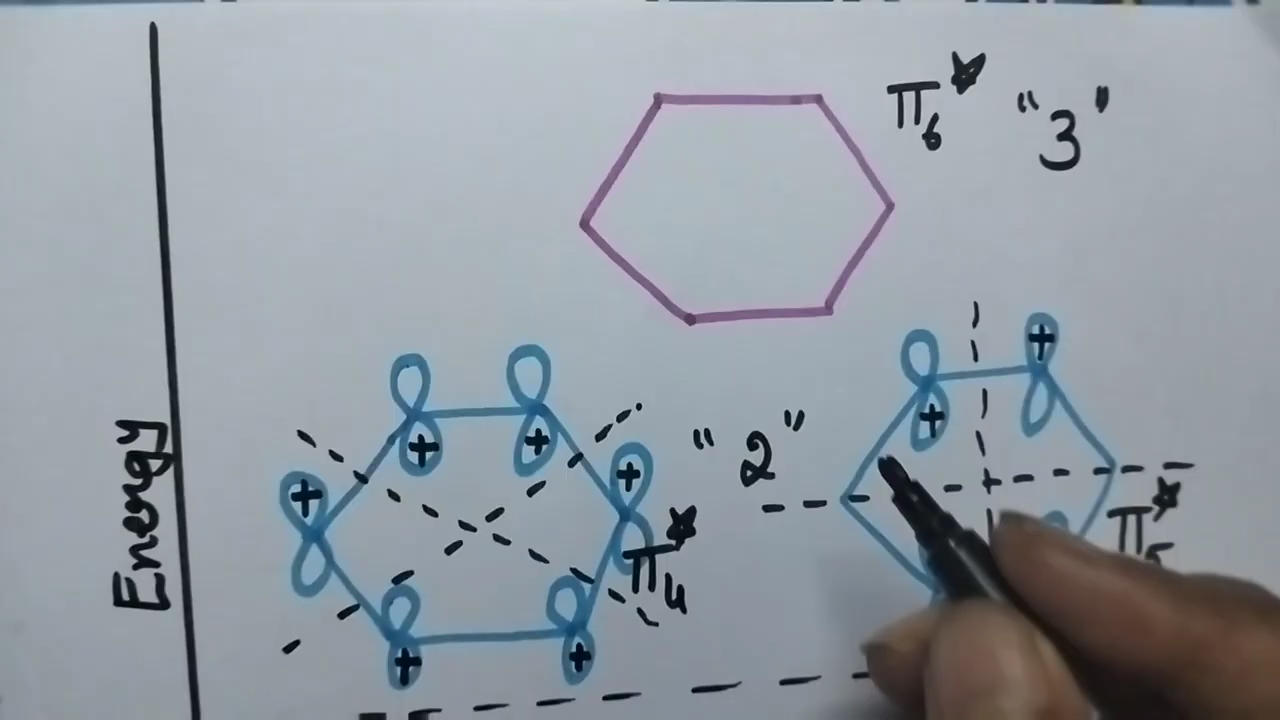 π6* "3"
+
+ + +
+ "2"
+ +
π4* π5*
+ +
Energy